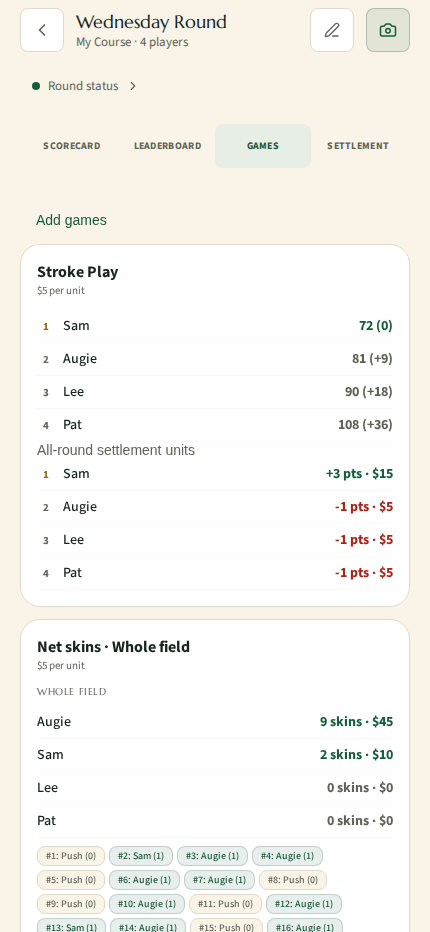 Wednesday Round
My Course · 4 players
Round status
SCORECARD LEADERBOARD GAMES SETTLEMENT
Add games
Stroke Play
$5 per unit
1 Sam 72 (0)
2 Augie 81 (+9)
3 Lee 90 (+18)
4 Pat 108 (+36)
All-round settlement units
1 Sam +3 pts · $15
2 Augie -1 pts · $5
3 Lee -1 pts · $5
4 Pat -1 pts · $5
Net skins · Whole field
$5 per unit
WHOLE FIELD
Augie 9 skins · $45
Sam 2 skins · $10
Lee 0 skins · $0
Pat 0 skins · $0
#1: Push (0) #2: Sam (1) #3: Augie (1) #4: Augie (1)
#5: Push (0) #6: Augie (1) #7: Augie (1) #8: Push (0)
#9: Push (0) #10: Augie (1) #11: Push (0) #12: Augie (1)
#13: Sam (1) #14: Augie (1) #15: Push (0) #16: Augie (1)